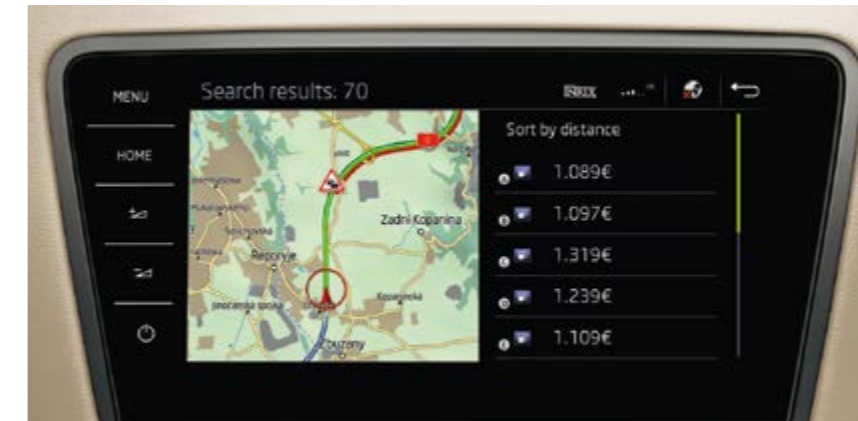 MENU
HOME
Search results: 70
INRIX
Sort by distance
1.089€
1.097€
1.319€
1.239€
1.109€
Zadní Kopanina
Řeporyje
Kopaninská
Zbuzany